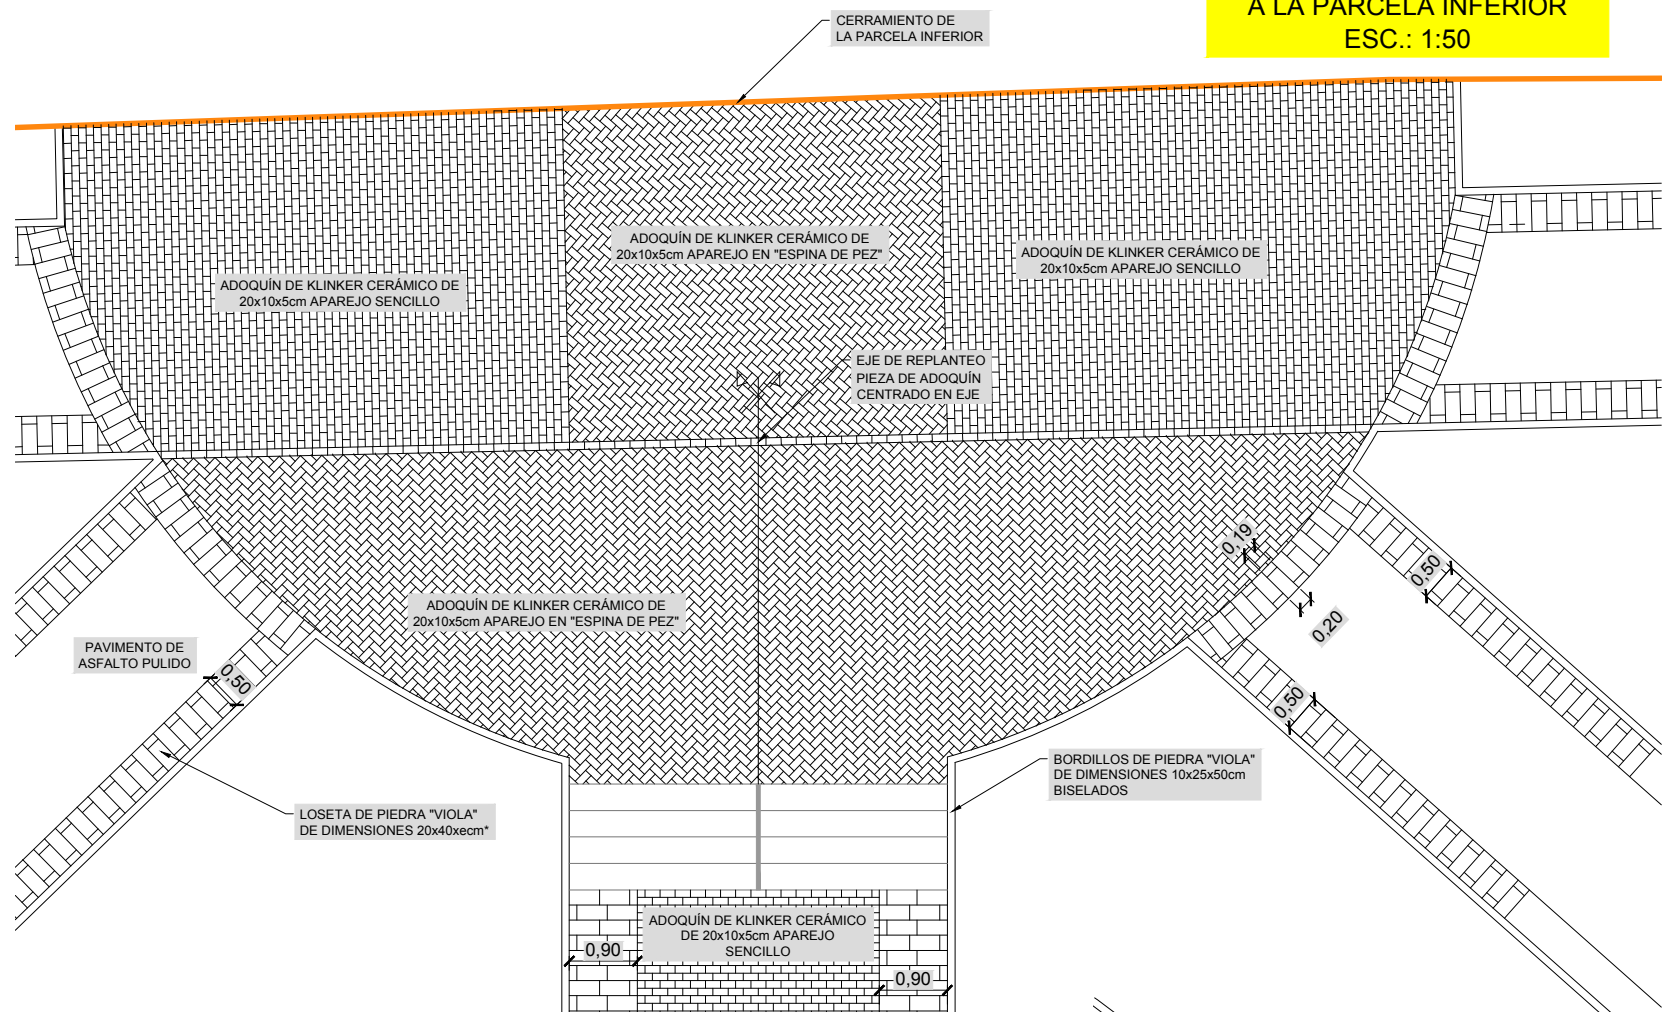 A LA PARCELA INFERIOR
ESC.: 1:50
CERRAMIENTO DE
LA PARCELA INFERIOR
ADOQUÍN DE KLINKER CERÁMICO DE
20x10x5cm APAREJO EN "ESPINA DE PEZ"
ADOQUÍN DE KLINKER CERÁMICO DE
20x10x5cm APAREJO SENCILLO
ADOQUÍN DE KLINKER CERÁMICO DE
20x10x5cm APAREJO SENCILLO
EJE DE REPLANTEO
PIEZA DE ADOQUÍN
CENTRADO EN EJE
0,19
0,50
ADOQUÍN DE KLINKER CERÁMICO DE
20x10x5cm APAREJO EN "ESPINA DE PEZ"
0,20
PAVIMENTO DE
ASFALTO PULIDO
0,50
0,50
BORDILLOS DE PIEDRA "VIOLA"
DE DIMENSIONES 10x25x50cm
BISELADOS
LOSETA DE PIEDRA "VIOLA"
DE DIMENSIONES 20x40xecm*
ADOQUÍN DE KLINKER CERÁMICO
DE 20x10x5cm APAREJO
SENCILLO
0,90
0,90